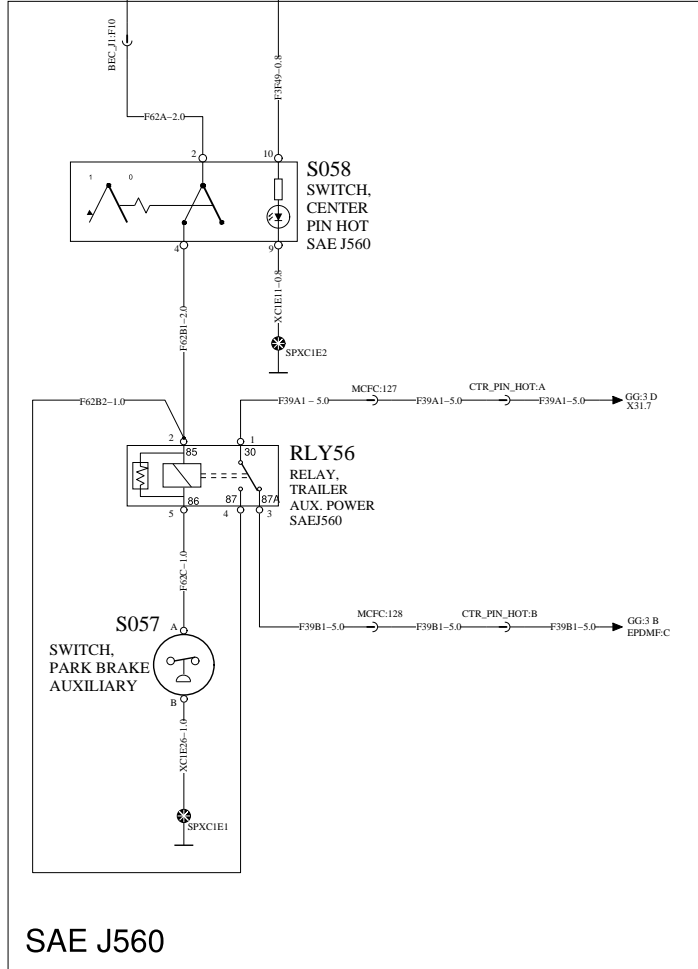 BEC_J1:F10
F3F49-0.8
F62A-2.0
2
10
S058
SWITCH,
CENTER
PIN HOT
SAE J560
1 0
4
9
F62B1-2.0
XC1E11-0.8
SPXC1E2
F62B2-1.0
F39A1 - 5.0
MCFC:127
F39A1-5.0
CTR_PIN_HOT:A
F39A1-5.0
GG:3 D
X31.7
2
1
85
30
RLY56
RELAY,
TRAILER
AUX. POWER
SAEJ560
86
87
87A
5
4
3
F62C-1.0
F39B1-5.0
MCFC:128
F39B1-5.0
CTR_PIN_HOT:B
F39B1-5.0
GG:3 B
EPDMF:C
S057
SWITCH,
PARK BRAKE
AUXILIARY
A
B
XC1E26-1.0
SPXC1E1
SAE J560